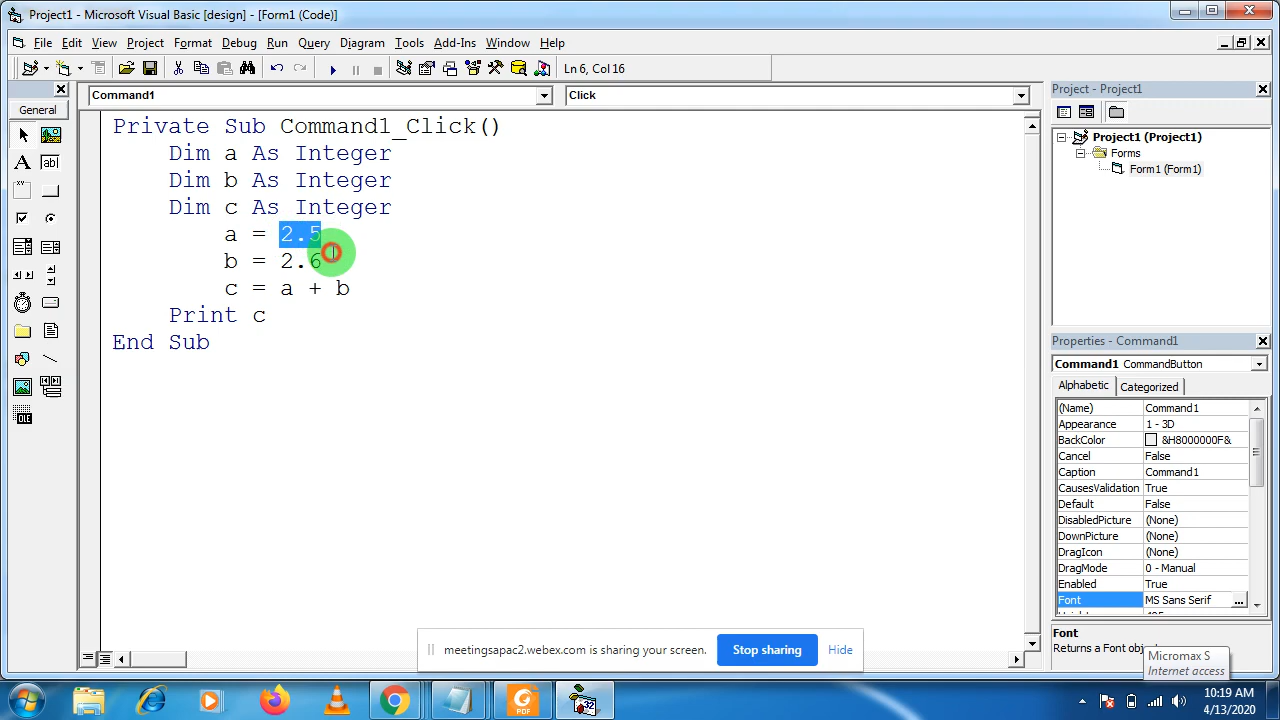 Project1 - Microsoft Visual Basic [design] - [Form1 (Code)]
File Edit View Project Format Debug Run Query Diagram Tools Add-Ins Window Help
Ln 6, Col 16
General
Command1
Click
Private Sub Command1_Click()
Dim a As Integer
Dim b As Integer
Dim c As Integer
a = 2.5
b = 2.6
c = a + b
Print c
End Sub
OLE
Project - Project1
Project1 (Project1)
Forms
Form1 (Form1)
Properties - Command1
Command1 CommandButton
Alphabetic Categorized
(Name) Command1
Appearance 1 - 3D
BackColor &H8000000F&
Cancel False
Caption Command1
CausesValidation True
Default False
DisabledPicture (None)
DownPicture (None)
DragIcon (None)
DragMode 0 - Manual
Enabled True
Font MS Sans Serif ...
Font
Returns a Font obj
Micromax S
Internet access
meetingsapac2.webex.com is sharing your screen. Stop sharing Hide
PDF
10:19 AM
4/13/2020